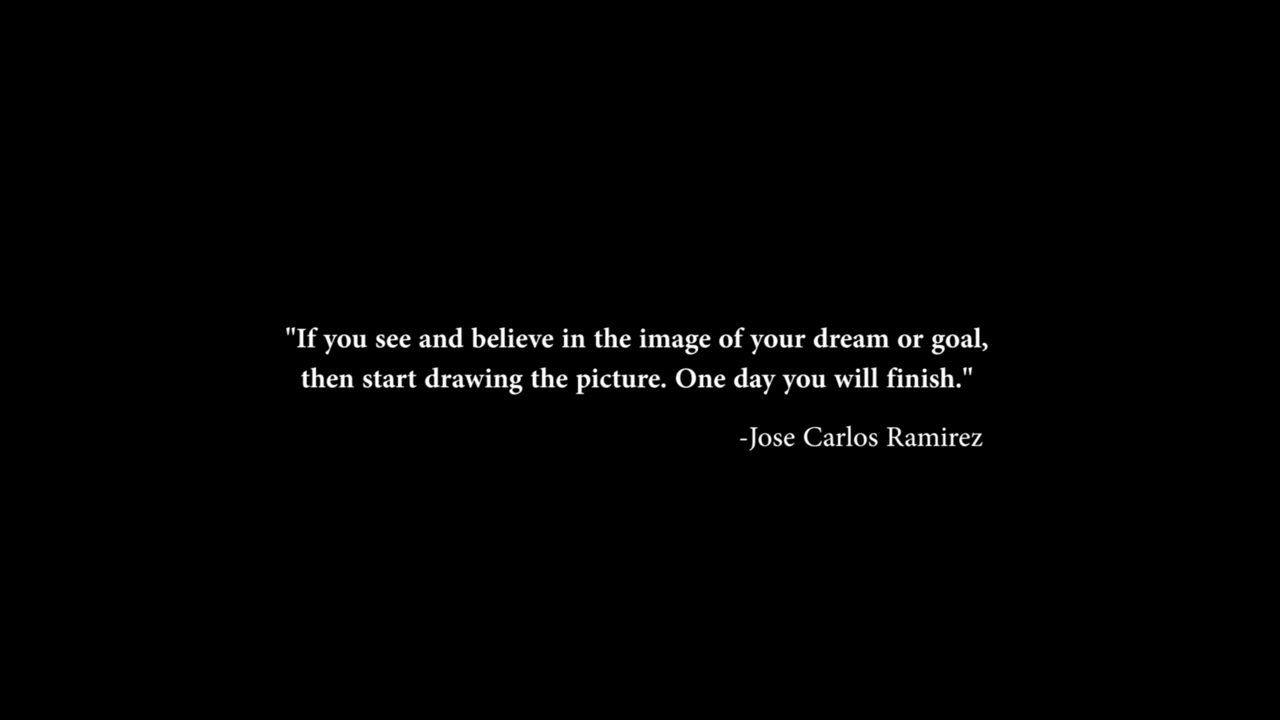 "If you see and believe in the image of your dream or goal,
then start drawing the picture. One day you will finish."
-Jose Carlos Ramirez